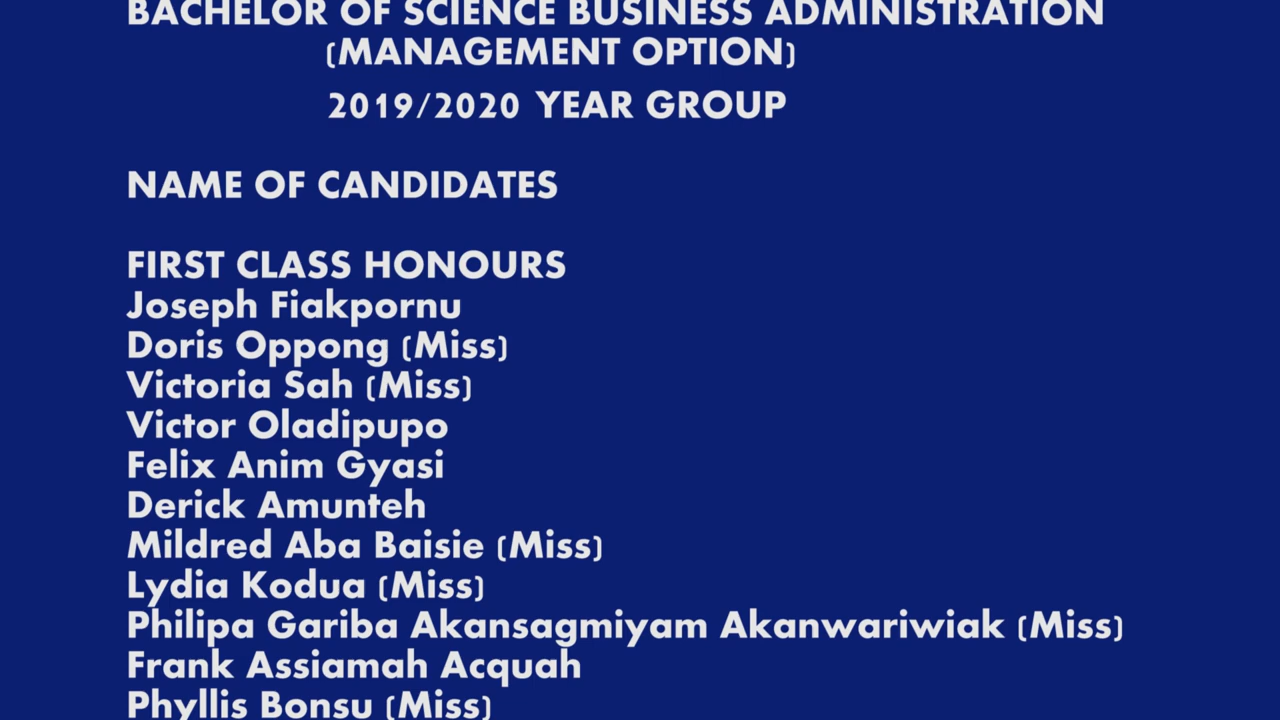 BACHELOR OF SCIENCE BUSINESS ADMINISTRATION
(MANAGEMENT OPTION)
2019/2020 YEAR GROUP
NAME OF CANDIDATES
FIRST CLASS HONOURS
Joseph Fiakpornu
Doris Oppong (Miss)
Victoria Sah (Miss)
Victor Oladipupo
Felix Anim Gyasi
Derick Amunteh
Mildred Aba Baisie (Miss)
Lydia Kodua (Miss)
Philipa Gariba Akansagmiyam Akanwariwiak (Miss)
Frank Assiamah Acquah
Phyllis Bonsu (Miss)